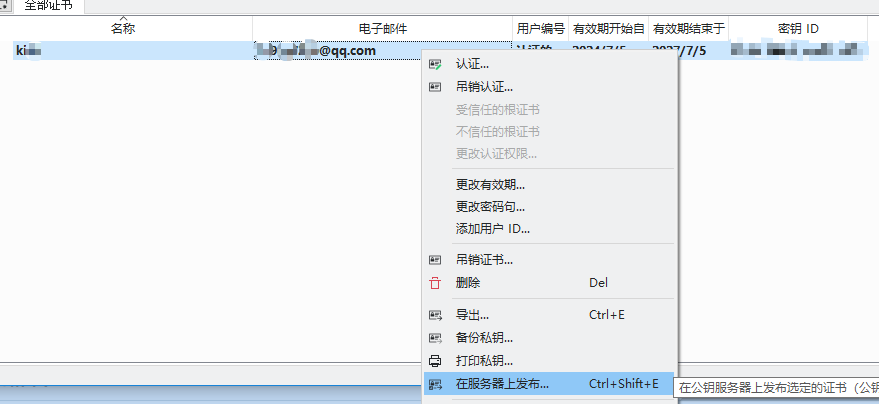 全部证书
名称 电子邮件 用户编号 有效期开始自 有效期结束于 密钥 ID
@qq.com 2024/7/5 2027/7/5
认证...
吊销认证...
受信任的根证书
不信任的根证书
更改认证权限...
更改有效期...
更改密码句...
添加用户 ID...
吊销证书...
删除 Del
导出... Ctrl+E
备份私钥...
打印私钥...
在服务器上发布... Ctrl+Shift+E
在公钥服务器上发布选定的证书（公钥